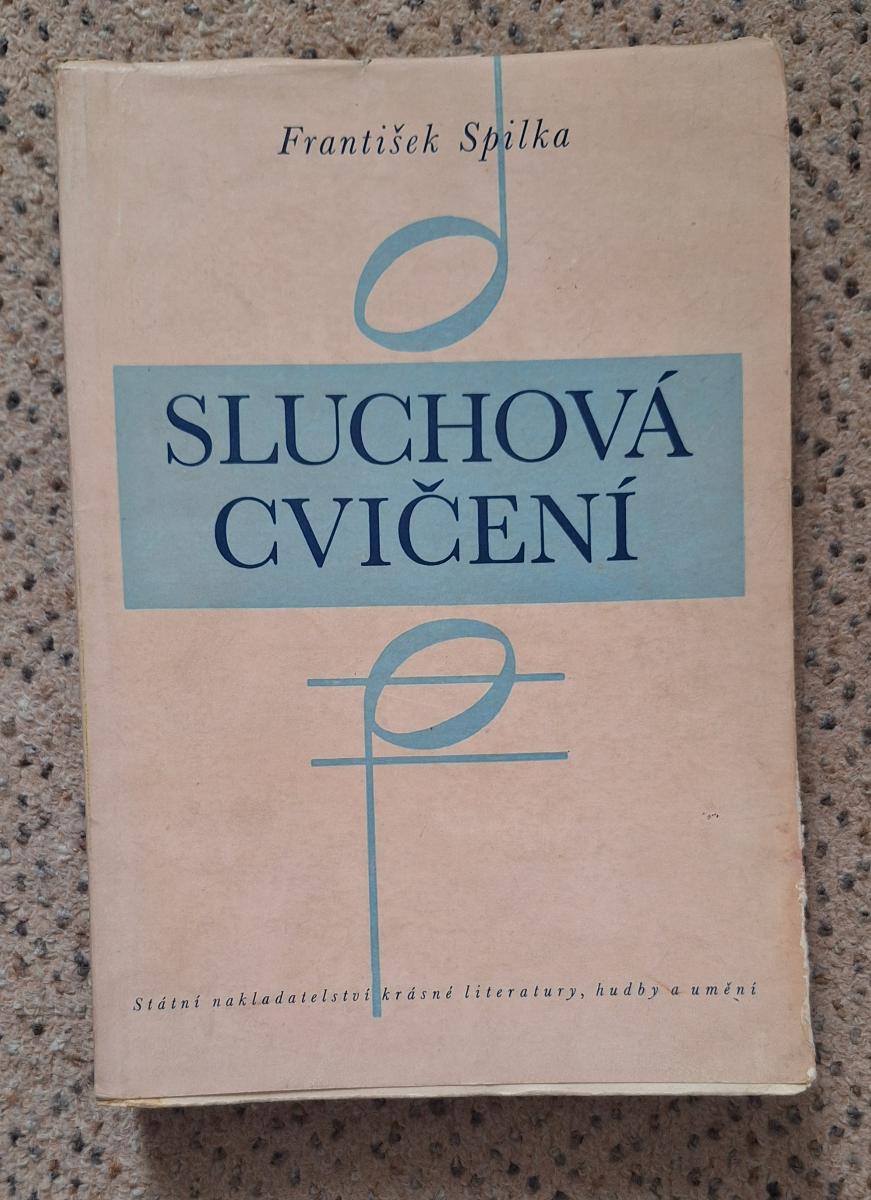 František Spilka
SLUCHOVÁ
CVIČENÍ
Státní nakladatelství krásné literatury, hudby a umění